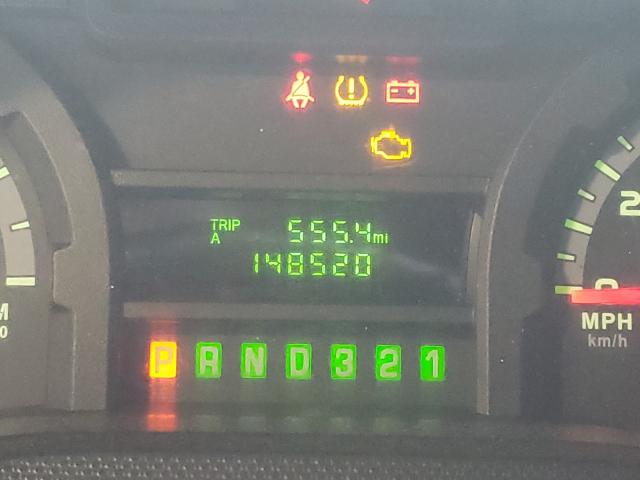 TRIP 555.4mi
A
148520
P R N D 3 2 1
MPH
km/h